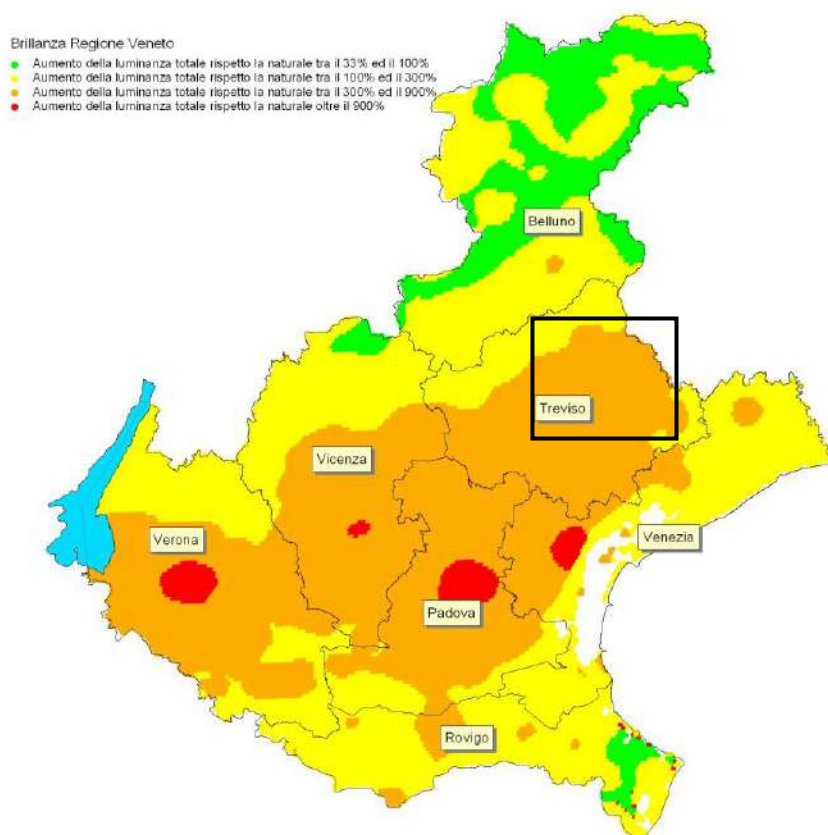 Brillanza Regione Veneto
Aumento della luminanza totale rispetto la naturale tra il 33% ed il 100%
Aumento della luminanza totale rispetto la naturale tra il 100% ed il 300%
Aumento della luminanza totale rispetto la naturale tra il 300% ed il 900%
Aumento della luminanza totale rispetto la naturale oltre il 900%
Belluno
Treviso
Vicenza
Verona
Venezia
Padova
Rovigo